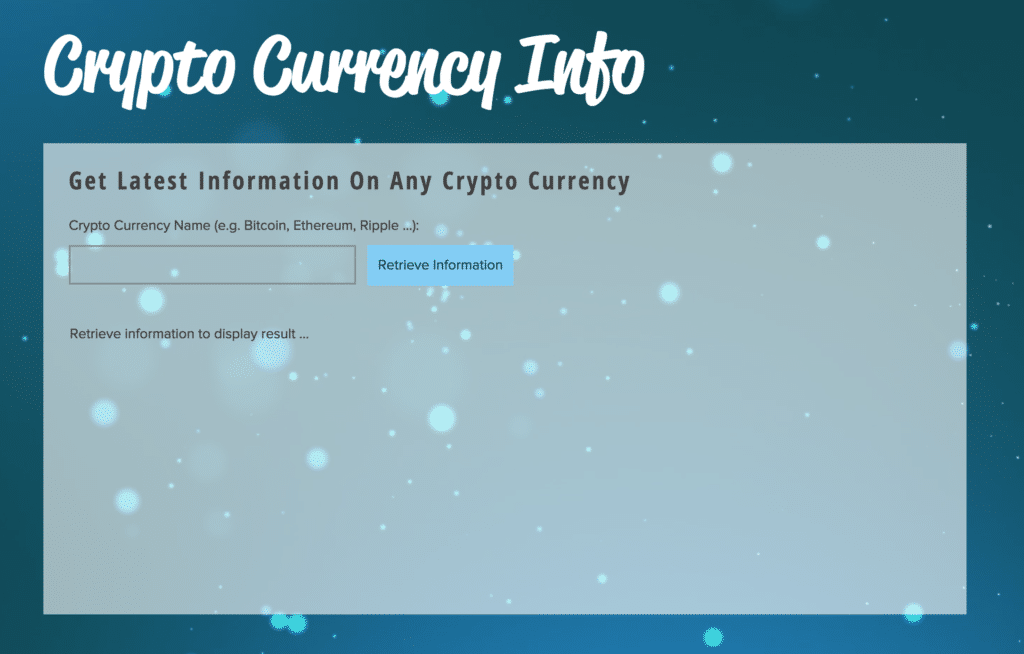 Crypto Currency Info
Get Latest Information On Any Crypto Currency
Crypto Currency Name (e.g. Bitcoin, Ethereum, Ripple ...):
Retrieve Information
Retrieve information to display result ...